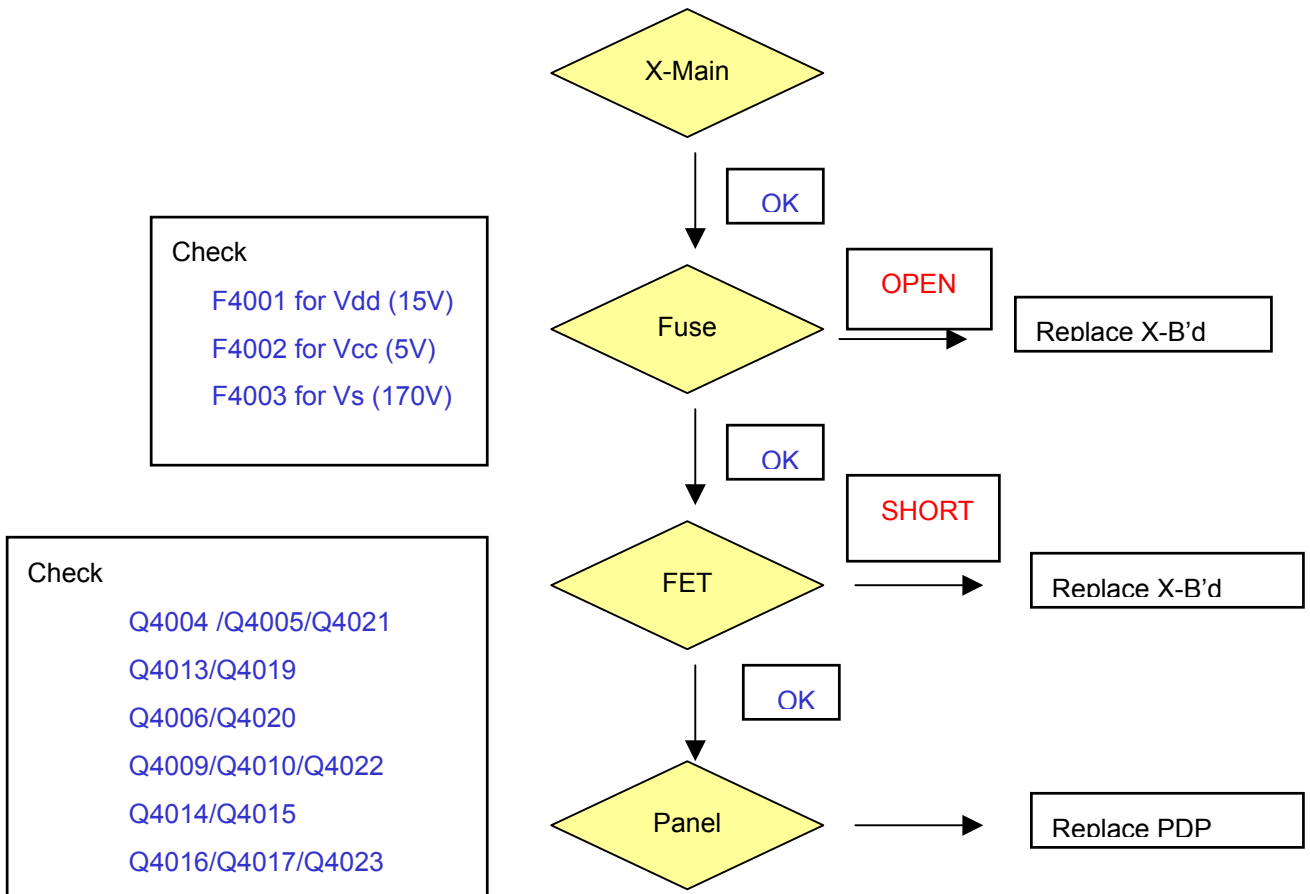 X-Main
OK
Check
F4001 for Vdd (15V)
F4002 for Vcc (5V)
F4003 for Vs (170V)
Fuse
OPEN
Replace X-B’d
OK
SHORT
Check
Q4004 /Q4005/Q4021
Q4013/Q4019
Q4006/Q4020
Q4009/Q4010/Q4022
Q4014/Q4015
Q4016/Q4017/Q4023
FET
Replace X-B’d
OK
Panel
Replace PDP